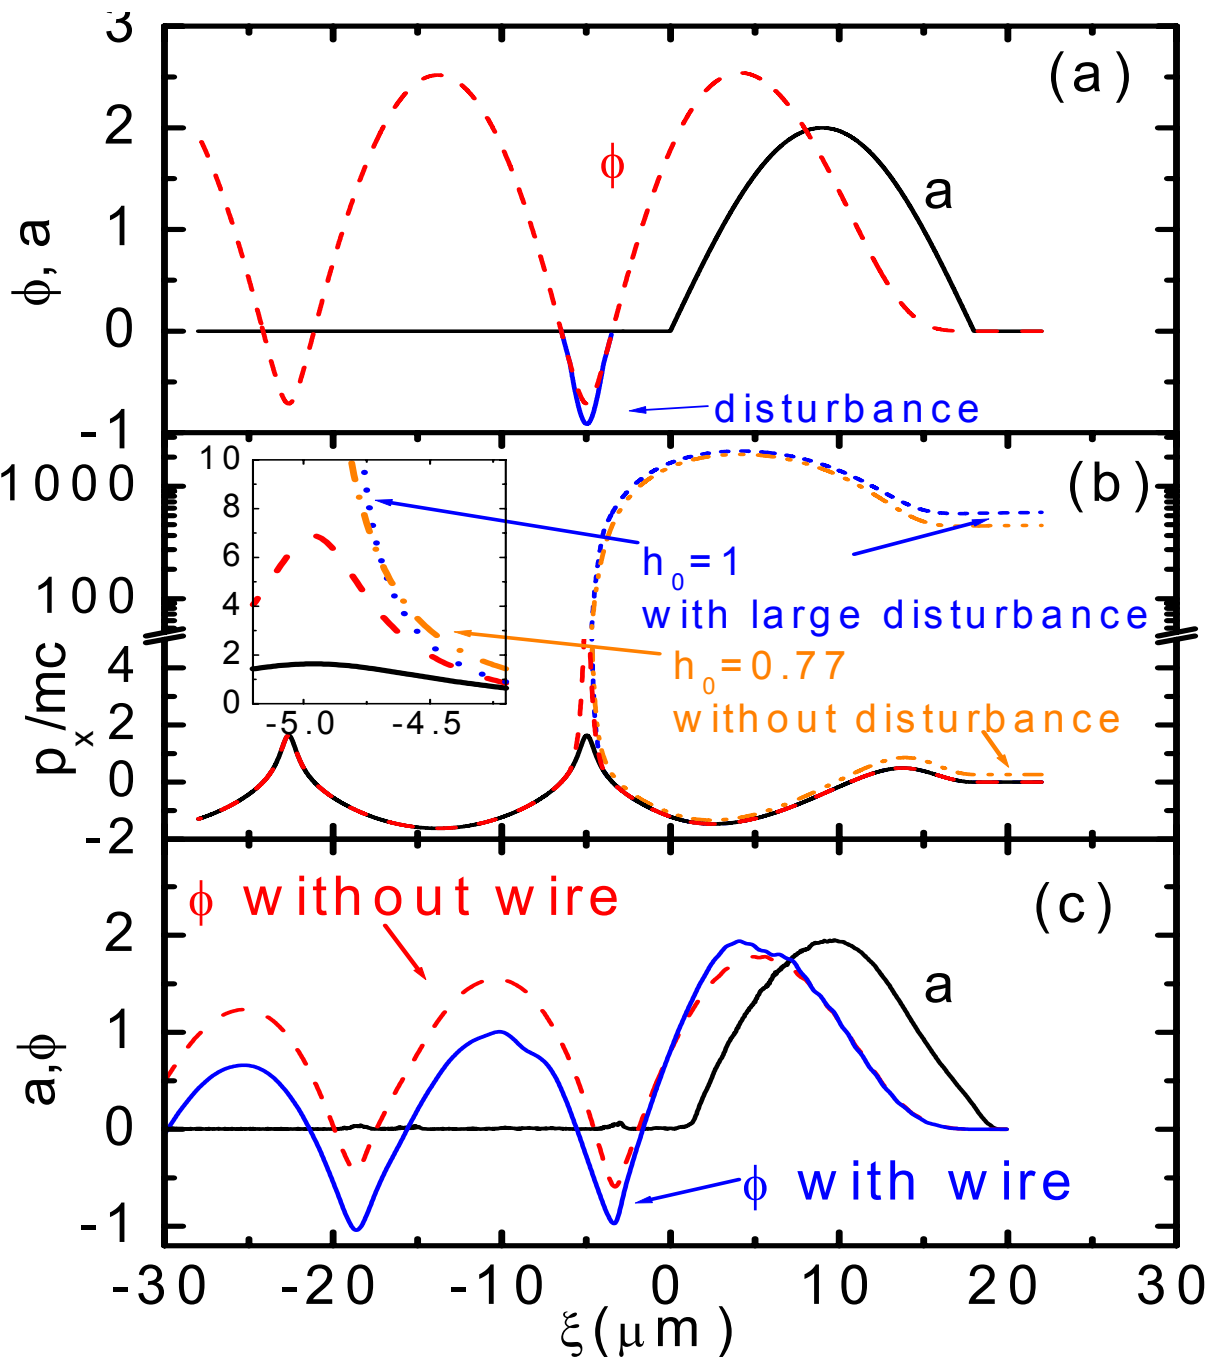 3
(a)
2
ϕ
a
1
ϕ, a
0
disturbance
-1
10
(b)
1000
8
6
h₀=1
100
4
with large disturbance
2
4
h₀=0.77
0
-5.0 -4.5
without disturbance
2
pₓ/mc
0
-2
ϕ without wire
(c)
2
a
1
a,ϕ
0
ϕ with wire
-1
-30 -20 -10 0 10 20 30
ξ(μm)